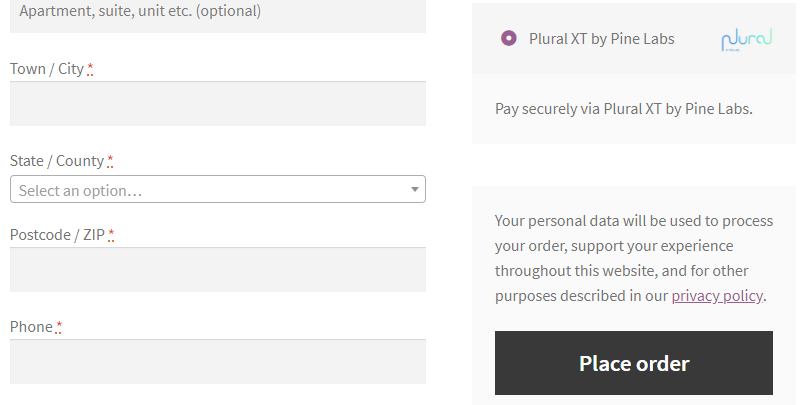 Apartment, suite, unit etc. (optional)
Town / City *
State / County *
Select an option…
Postcode / ZIP *
Phone *
Plural XT by Pine Labs
plural
Pay securely via Plural XT by Pine Labs.
Your personal data will be used to process
your order, support your experience
throughout this website, and for other
purposes described in our privacy policy.
Place order